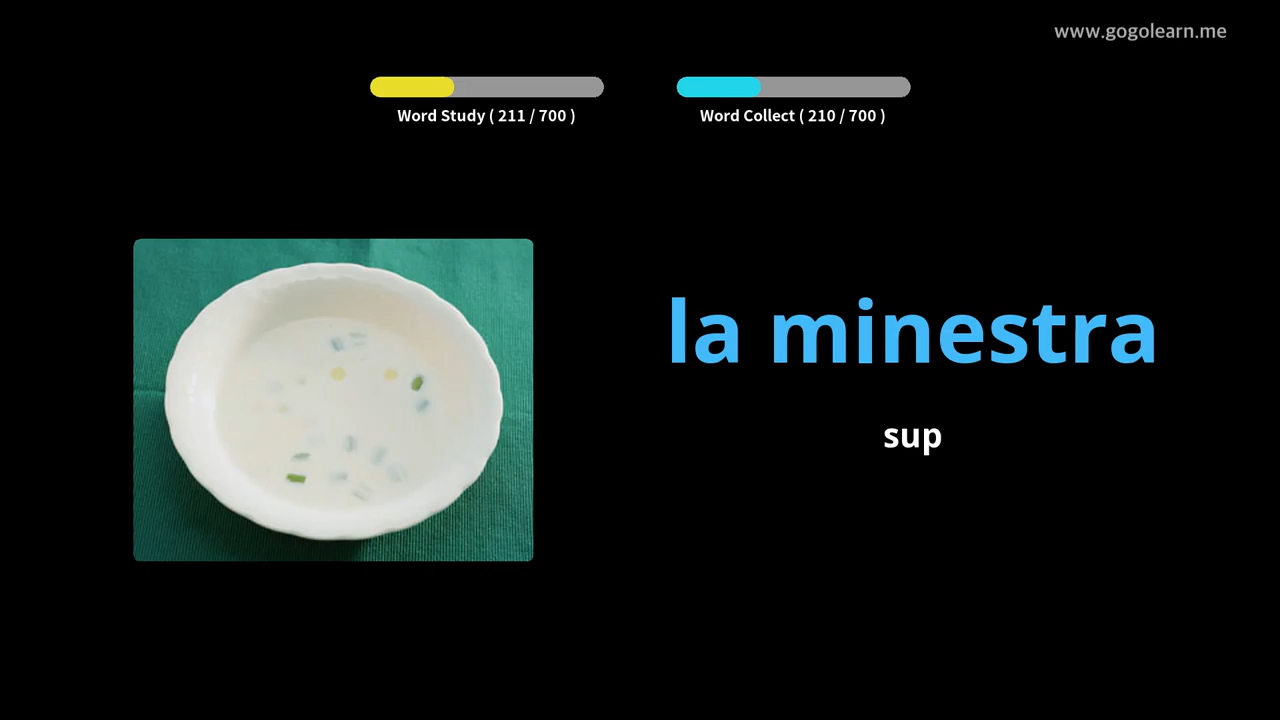 www.gogolearn.me
Word Study ( 211 / 700 )
Word Collect ( 210 / 700 )
la minestra
sup